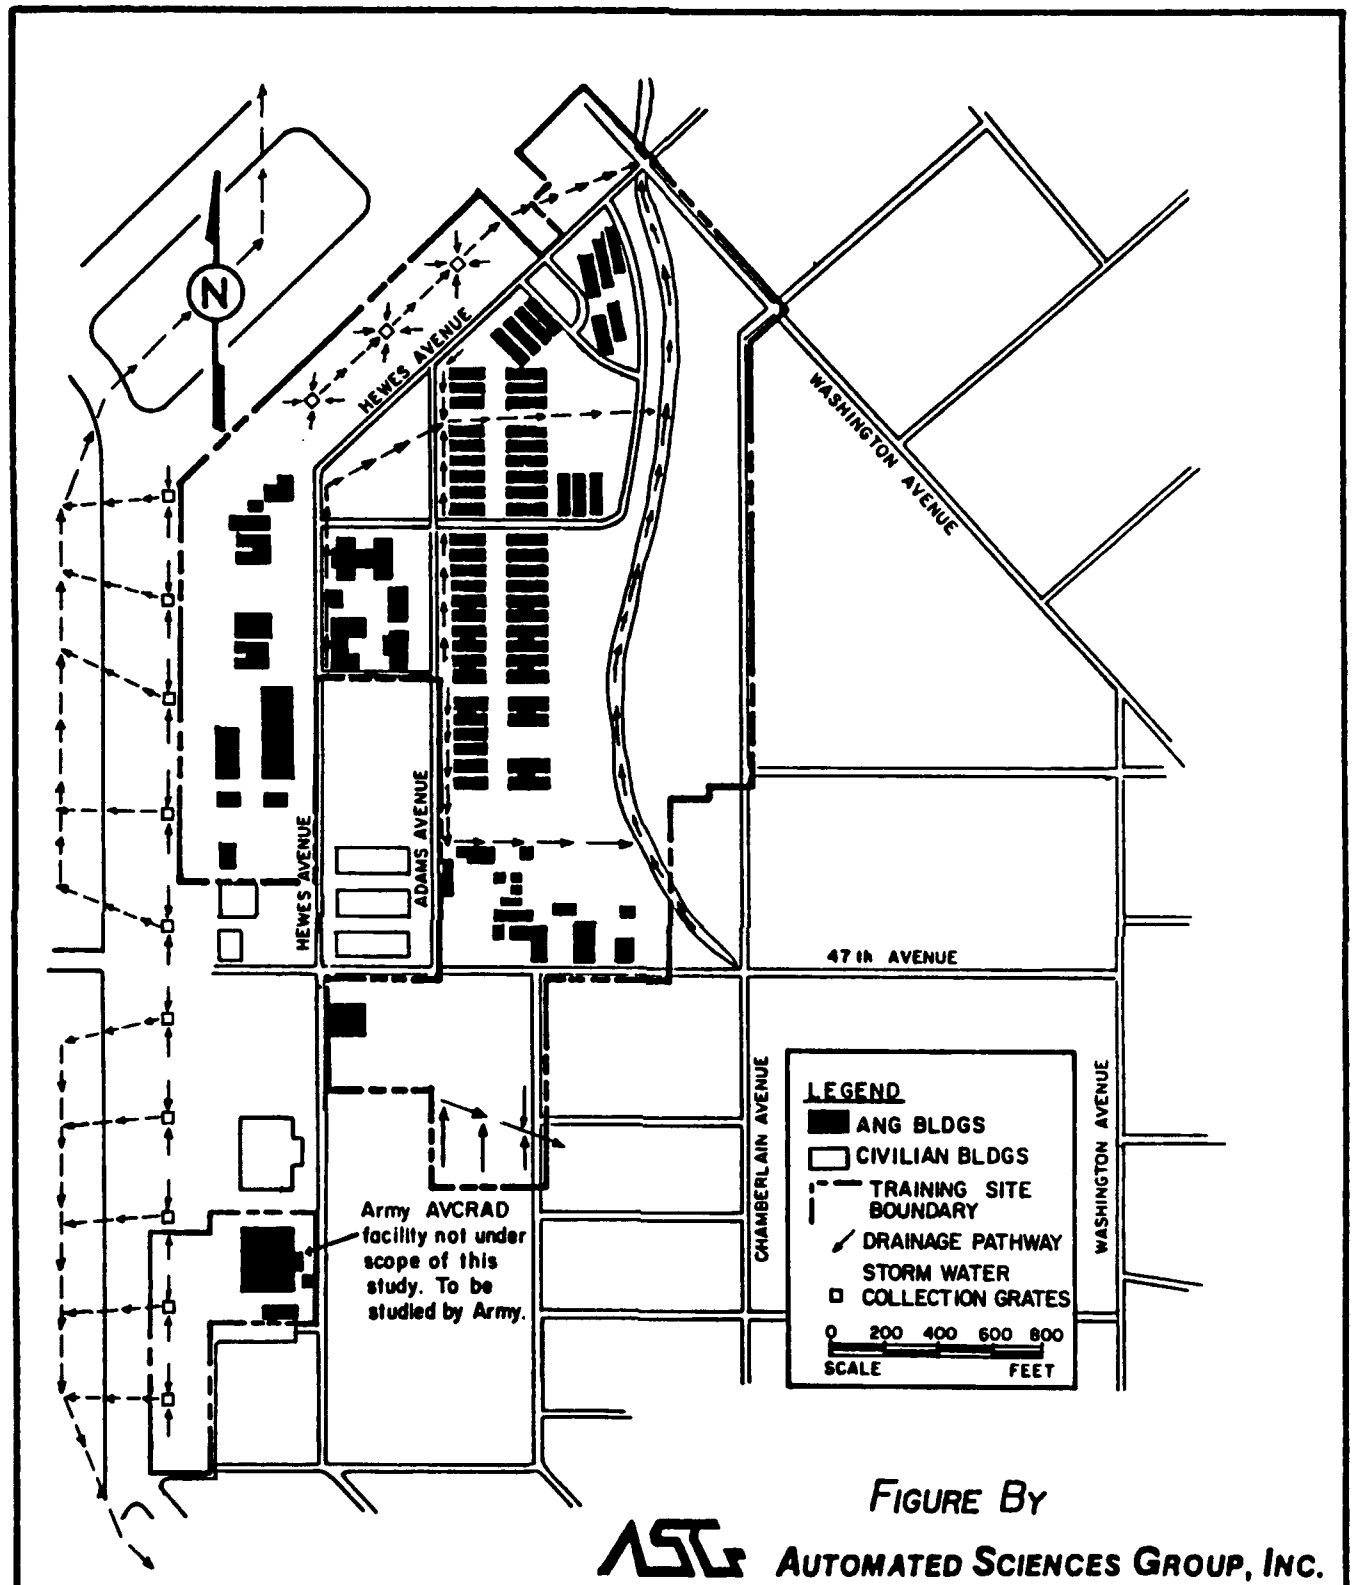 N
HEWES AVENUE
WASHINGTON AVENUE
HEWES AVENUE
ADAMS AVENUE
47th AVENUE
CHAMBERLAIN AVENUE
WASHINGTON AVENUE
Army AVCRAD
facility not under
scope of this
study. To be
studied by Army.
LEGEND
ANG BLDGS
CIVILIAN BLDGS
TRAINING SITE
BOUNDARY
DRAINAGE PATHWAY
STORM WATER
COLLECTION GRATES
0 200 400 600 800
SCALE FEET
FIGURE BY
ASG AUTOMATED SCIENCES GROUP, INC.